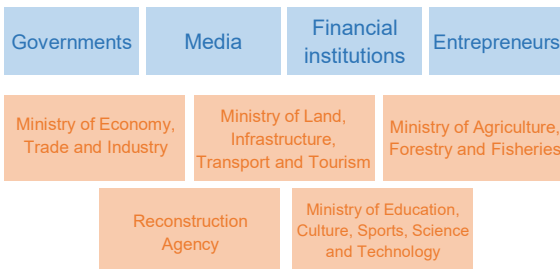 Governments
Media
Financial
institutions
Entrepreneurs
Ministry of Economy,
Trade and Industry
Ministry of Land,
Infrastructure,
Transport and Tourism
Ministry of Agriculture,
Forestry and Fisheries
Reconstruction
Agency
Ministry of Education,
Culture, Sports, Science
and Technology